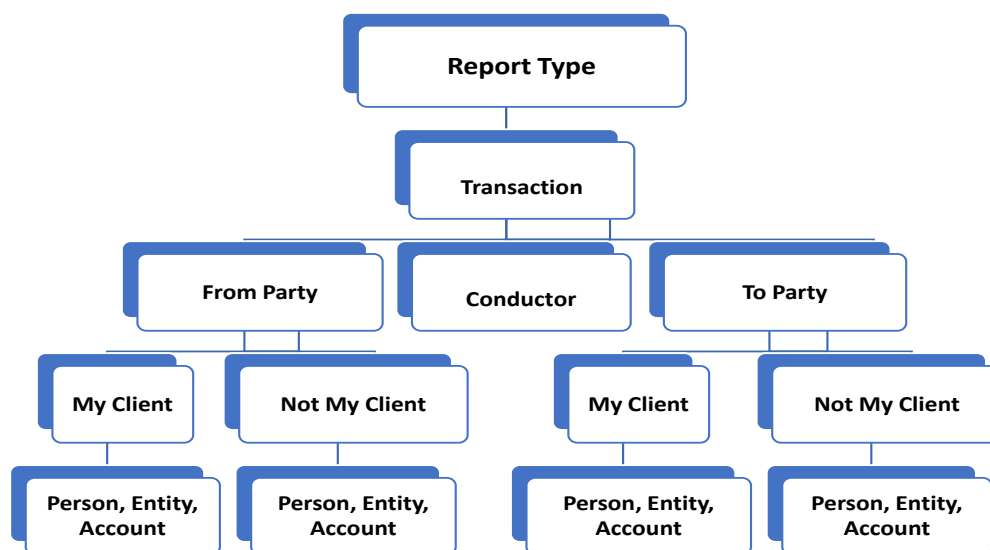 Report Type
Transaction
From Party
Conductor
To Party
My Client
Not My Client
My Client
Not My Client
Person, Entity,
Account
Person, Entity,
Account
Person, Entity,
Account
Person, Entity,
Account